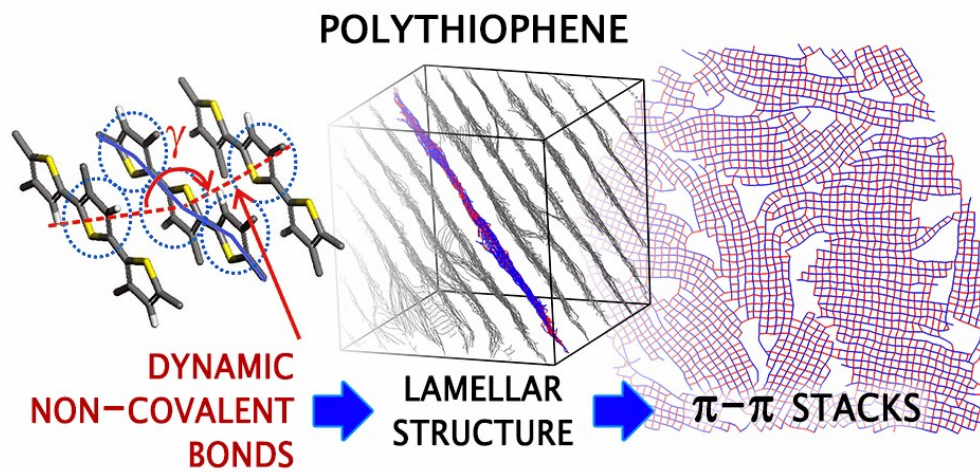 POLYTHIOPHENE
γ
DYNAMIC
NON-COVALENT
BONDS
LAMELLAR
STRUCTURE
π-π STACKS